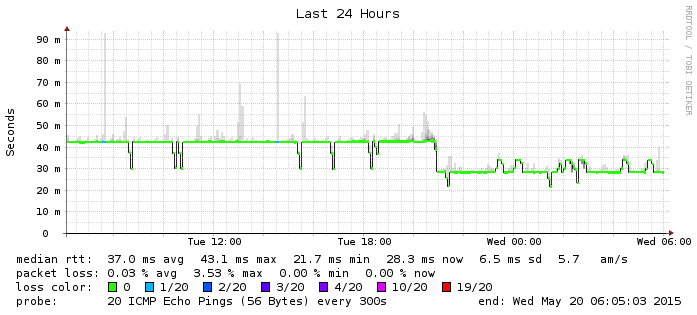 Last 24 Hours
RRDTOOL / TOBI OETIKER
Seconds
90 m
80 m
70 m
60 m
50 m
40 m
30 m
20 m
10 m
0
Tue 12:00 Tue 18:00 Wed 00:00 Wed 06:00
median rtt: 37.0 ms avg 43.1 ms max 21.7 ms min 28.3 ms now 6.5 ms sd 5.7 am/s
packet loss: 0.03 % avg 3.53 % max 0.00 % min 0.00 % now
loss color: 0 1/20 2/20 3/20 4/20 10/20 19/20
probe: 20 ICMP Echo Pings (56 Bytes) every 300s end: Wed May 20 06:05:03 2015